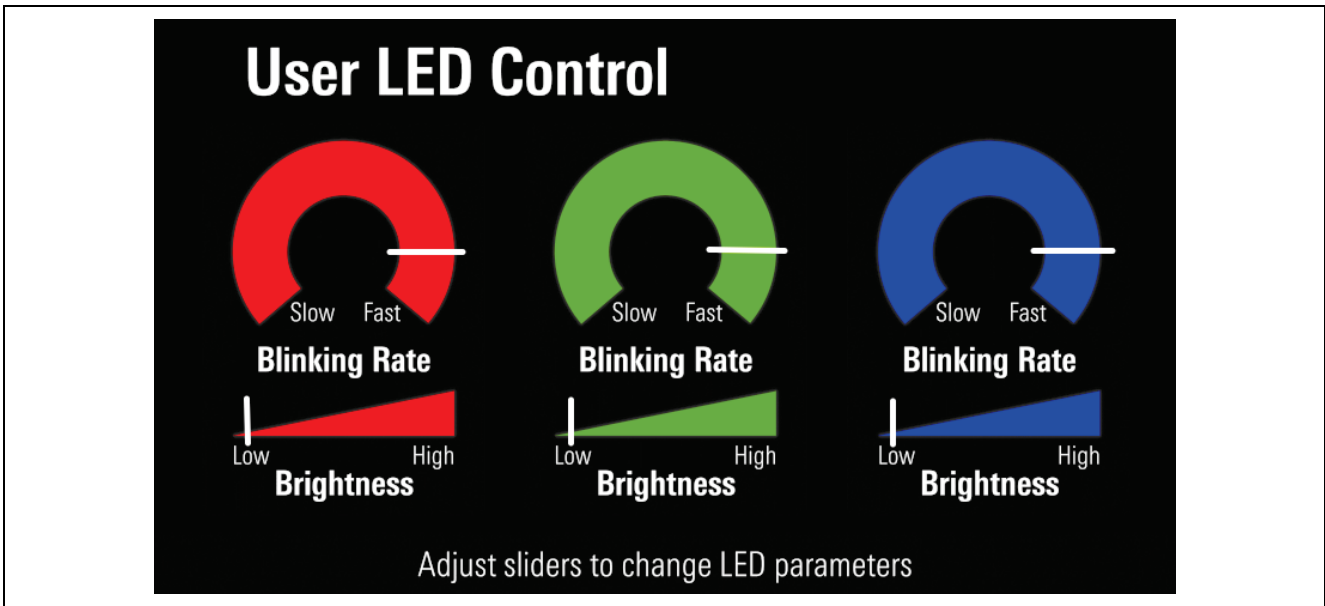 User LED Control
Slow Fast Slow Fast Slow Fast
Blinking Rate Blinking Rate Blinking Rate
Low High Low High Low High
Brightness Brightness Brightness
Adjust sliders to change LED parameters